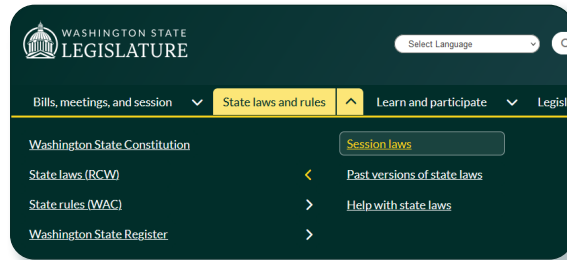 WASHINGTON STATE
LEGISLATURE
Select Language
Bills, meetings, and session
State laws and rules
Learn and participate
Washington State Constitution
Session laws
State laws (RCW)
Past versions of state laws
State rules (WAC)
Help with state laws
Washington State Register